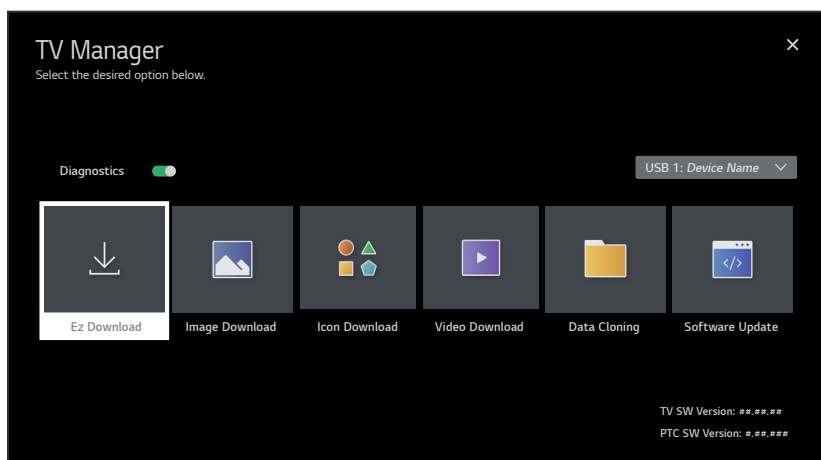 TV Manager
Select the desired option below.
Diagnostics
USB 1: Device Name
Ez Download
Image Download
Icon Download
Video Download
Data Cloning
</>
Software Update
TV SW Version: ##.##.##
PTC SW Version: #.##.###